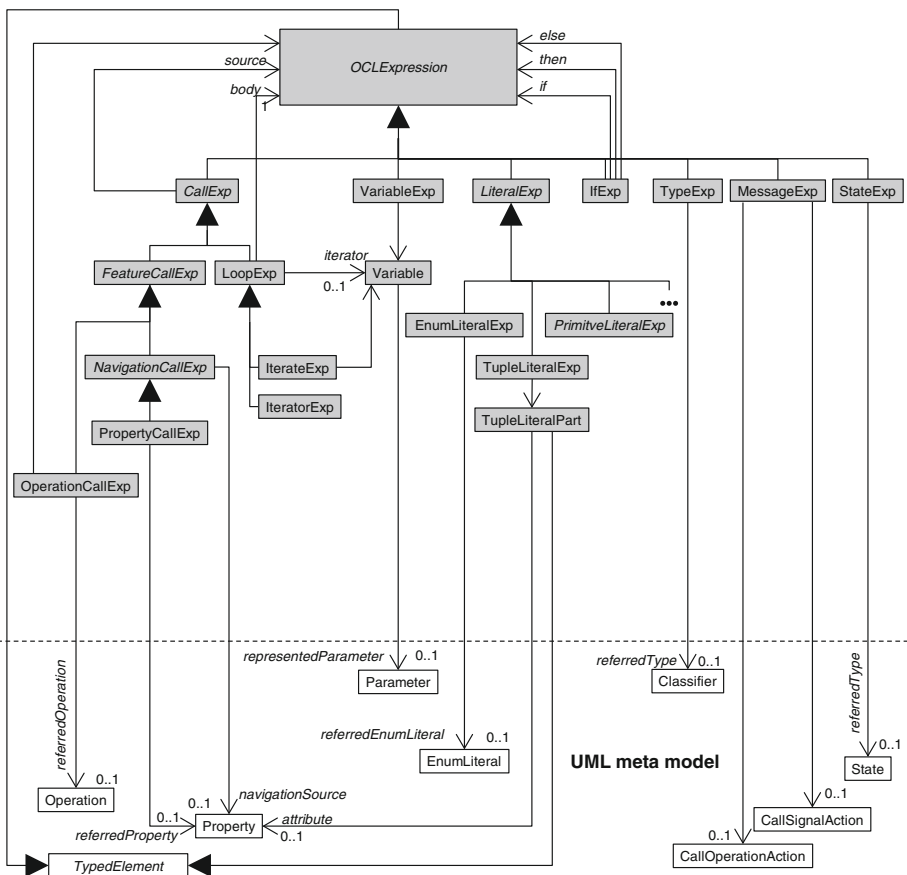 else
source
OCLExpression
then
body
1
if
CallExp
VariableExp
LiteralExp
IfExp
TypeExp
MessageExp
StateExp
iterator
FeatureCallExp
LoopExp
Variable
0..1
•••
EnumLiteralExp
PrimitveLiteralExp
NavigationCallExp
IterateExp
TupleLiteralExp
IteratorExp
PropertyCallExp
TupleLiteralPart
OperationCallExp
representedParameter
0..1
referredType
0..1
Parameter
Classifier
referredOperation
referredType
referredEnumLiteral
0..1
EnumLiteral
UML meta model
0..1
State
0..1
Operation
navigationSource
0..1
0..1
referredProperty
Property
attribute
0..1
CallSignalAction
0..1
0..1
CallOperationAction
TypedElement